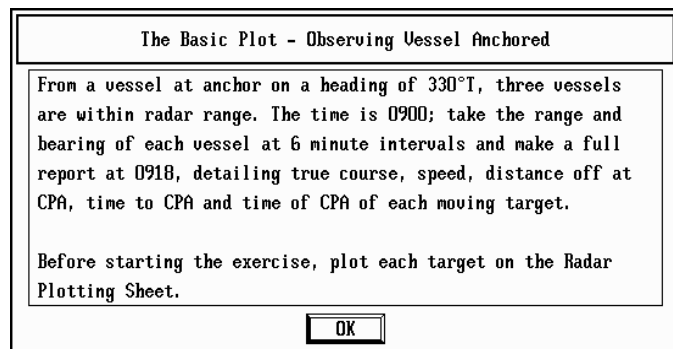 The Basic Plot - Observing Vessel Anchored
From a vessel at anchor on a heading of 330°T, three vessels
are within radar range. The time is 0900; take the range and
bearing of each vessel at 6 minute intervals and make a full
report at 0918, detailing true course, speed, distance off at
CPA, time to CPA and time of CPA of each moving target.
Before starting the exercise, plot each target on the Radar
Plotting Sheet.
OK